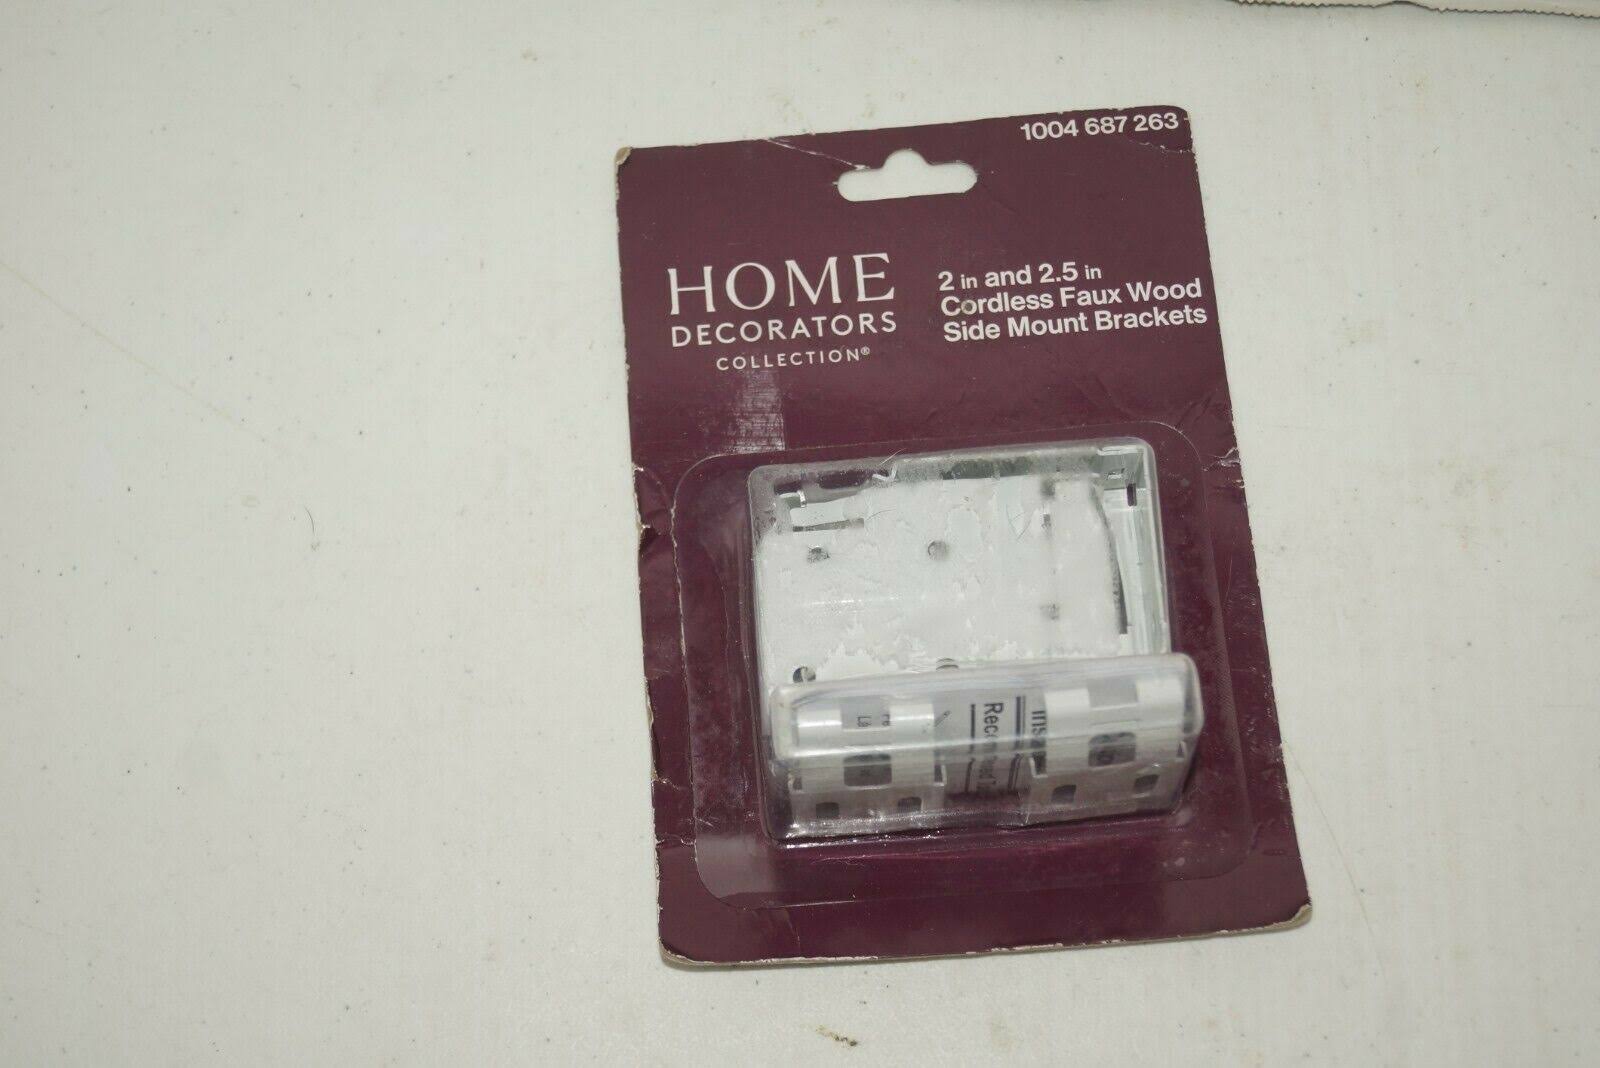 1004 687 263
HOME
DECORATORS
COLLECTION®
2 in and 2.5 in
Cordless Faux Wood
Side Mount Brackets